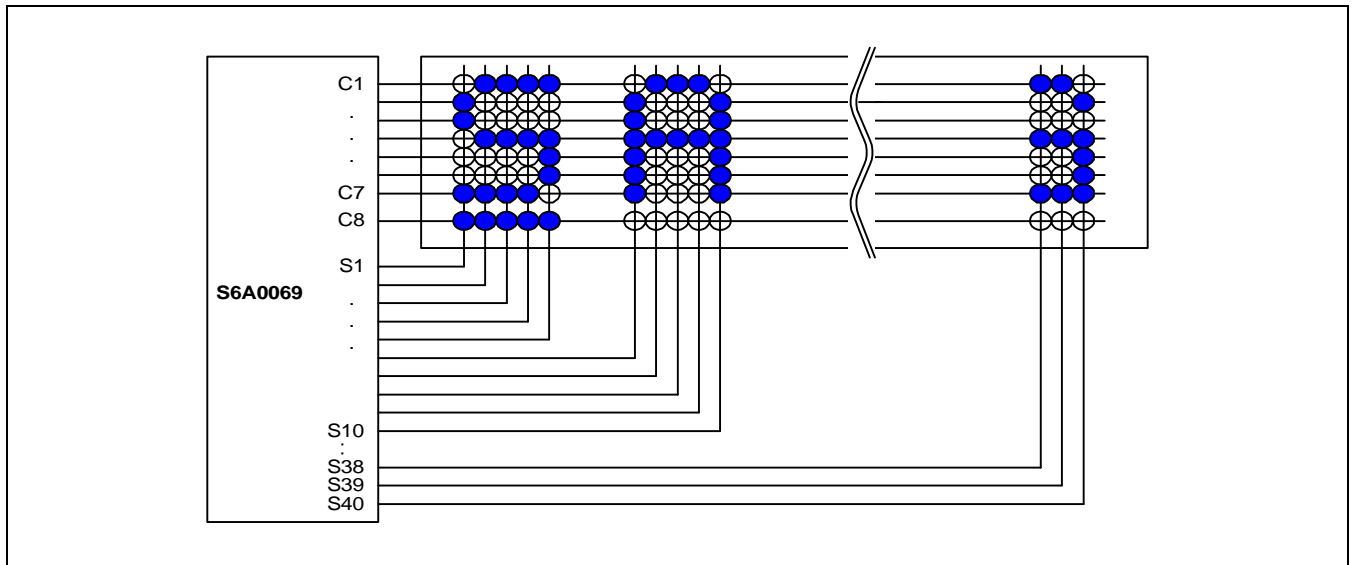 C1
.
.
.
C7
C8
S1
S6A0069
.
.
.
S10
:
S38
S39
S40